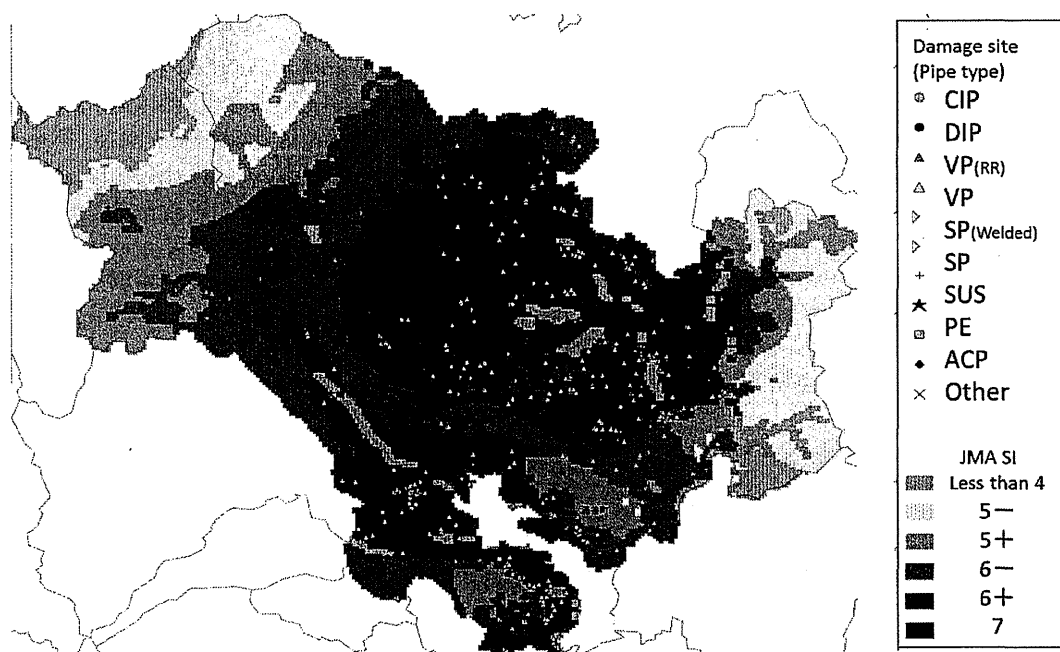 Damage site
(Pipe type)
CIP
DIP
VP(RR)
VP
SP(Welded)
SP
SUS
PE
ACP
Other
JMA SI
Less than 4
5−
5+
6−
6+
7